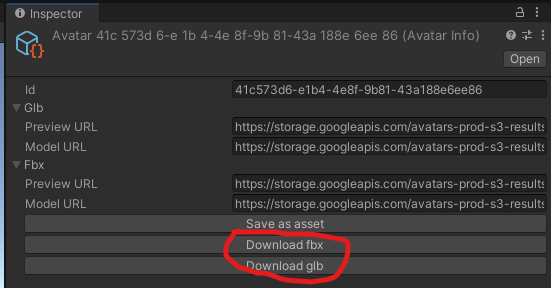 Inspector
Avatar 41c 573d 6-e 1b 4-4e 8f-9b 81-43a 188e 6ee 86 (Avatar Info)
Open
Id 41c573d6-e1b4-4e8f-9b81-43a188e6ee86
Glb
Preview URL https://storage.googleapis.com/avatars-prod-s3-results
Model URL https://storage.googleapis.com/avatars-prod-s3-results
Fbx
Preview URL https://storage.googleapis.com/avatars-prod-s3-results
Model URL https://storage.googleapis.com/avatars-prod-s3-results
Save as asset
Download fbx
Download glb